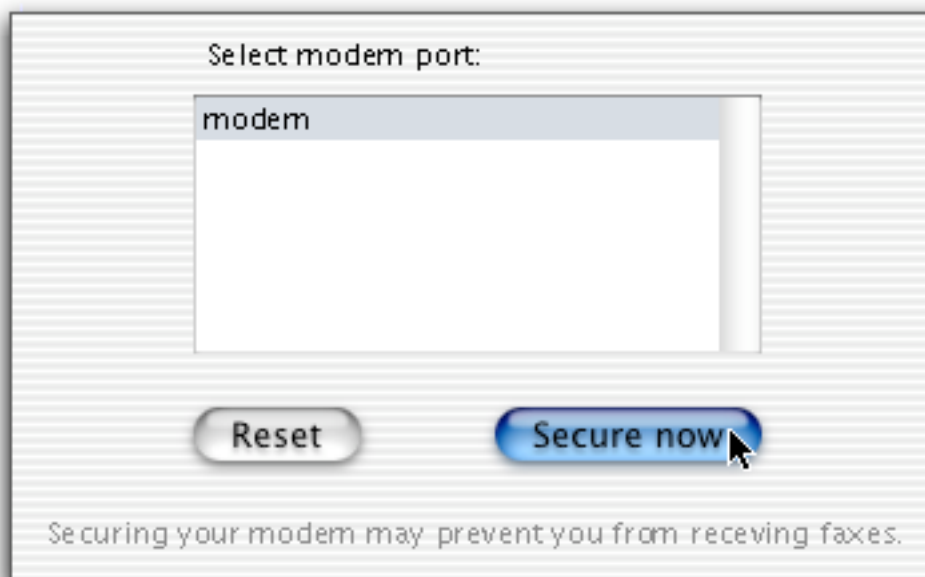 Select modem port:
modem
Reset
Secure now
Securing your modem may prevent you from receving faxes.